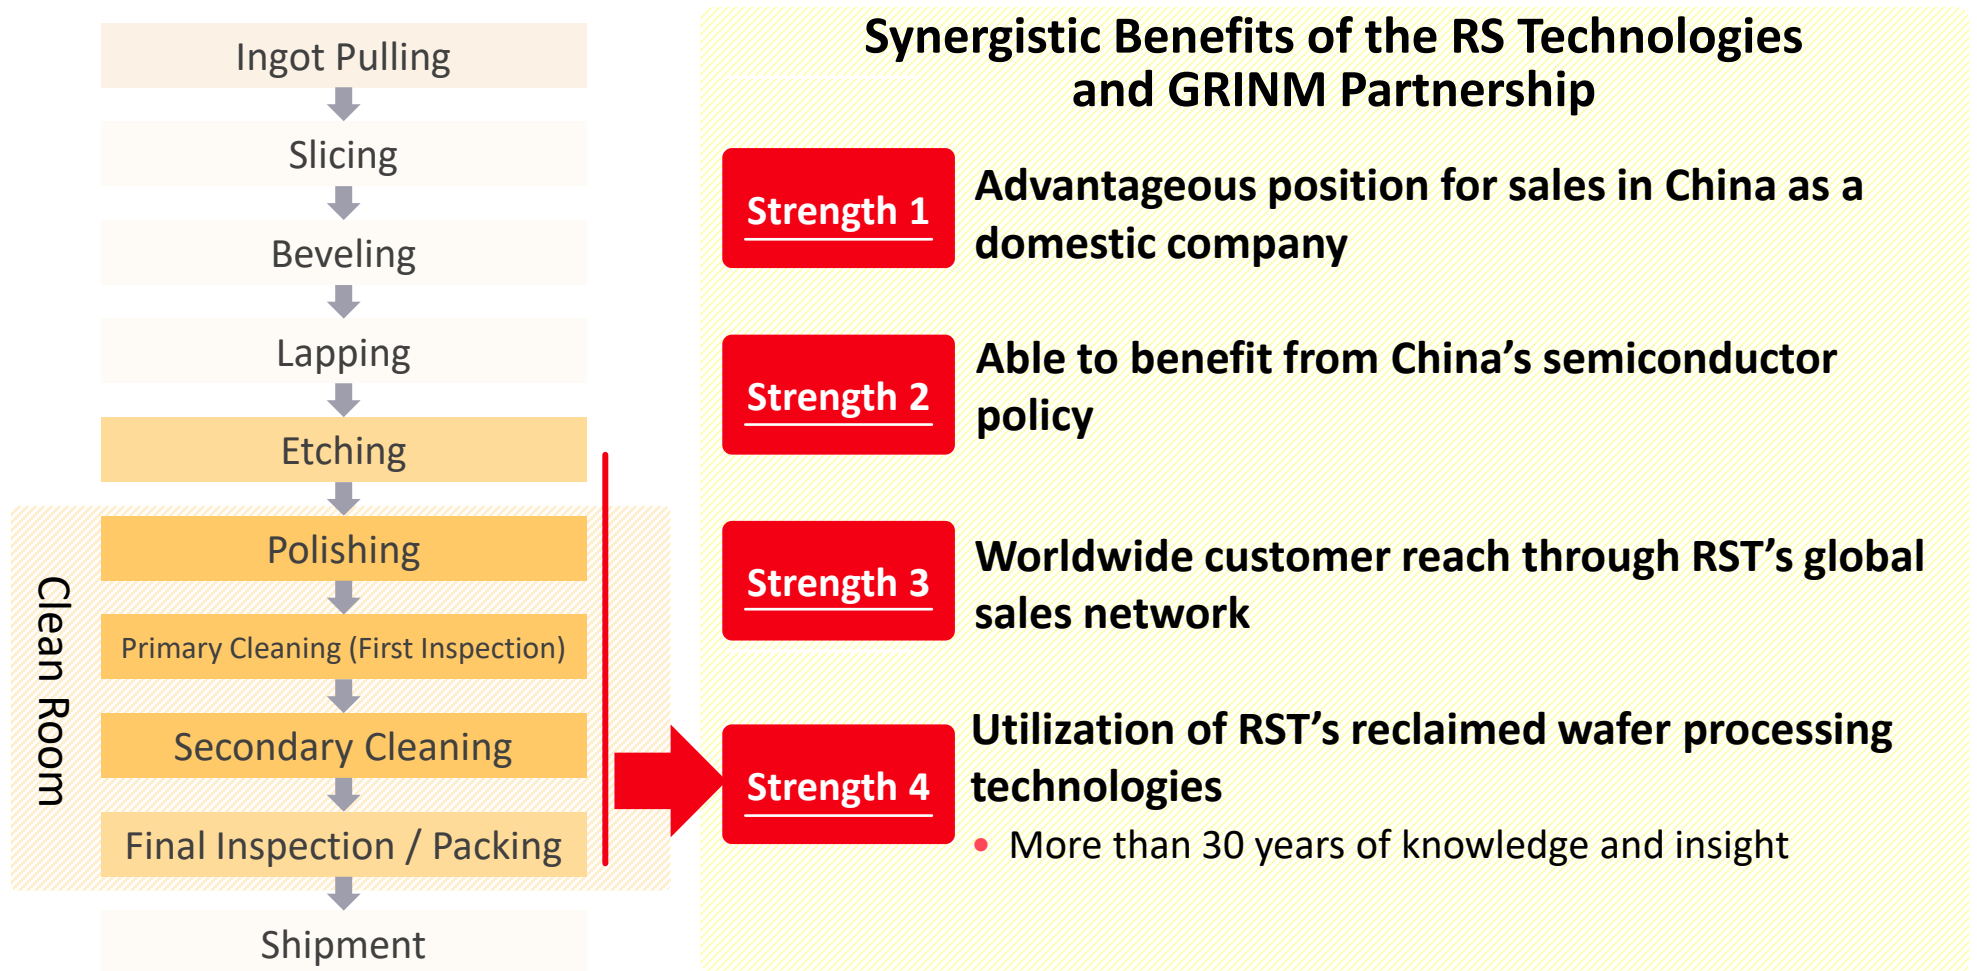 Ingot Pulling
Slicing
Beveling
Lapping
Etching
Clean Room
Polishing
Primary Cleaning (First Inspection)
Secondary Cleaning
Final Inspection / Packing
Shipment
Synergistic Benefits of the RS Technologies
and GRINM Partnership
Strength 1
Advantageous position for sales in China as a
domestic company
Strength 2
Able to benefit from China’s semiconductor
policy
Strength 3
Worldwide customer reach through RST’s global
sales network
Strength 4
Utilization of RST’s reclaimed wafer processing
technologies
• More than 30 years of knowledge and insight